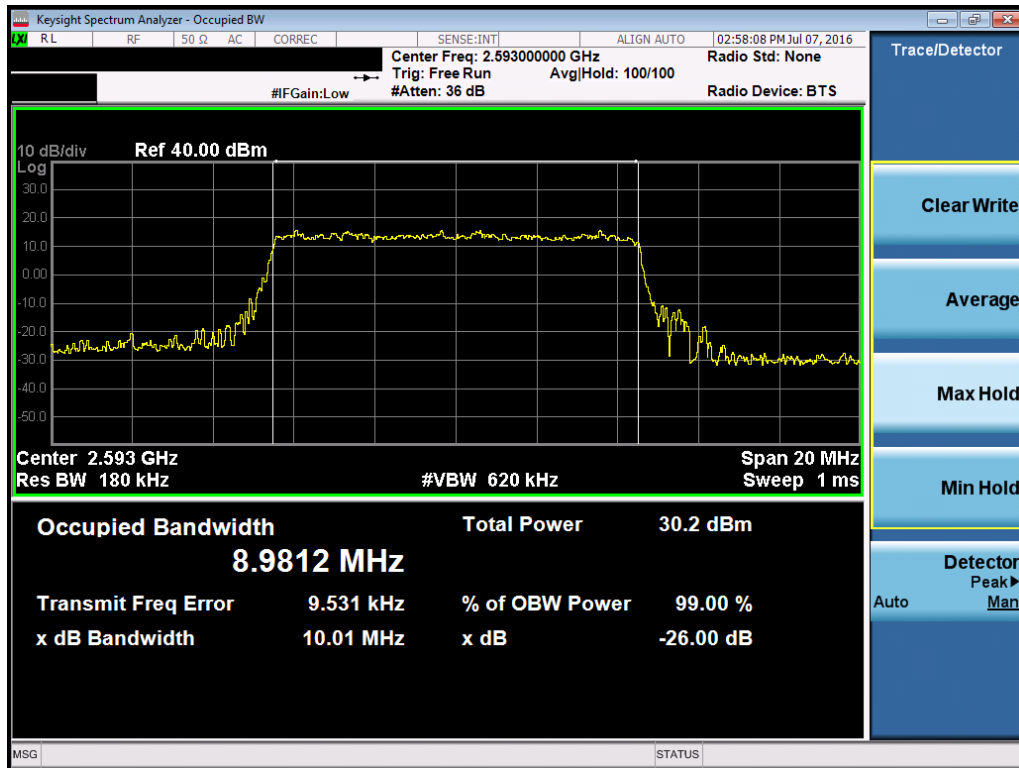 Keysight Spectrum Analyzer - Occupied BW
LXI RL RF 50 Ω AC CORREC SENSE:INT ALIGN AUTO 02:58:08 PM Jul 07, 2016
Center Freq: 2.593000000 GHz Radio Std: None
Trig: Free Run Avg|Hold: 100/100
#IFGain:Low #Atten: 36 dB Radio Device: BTS
Trace/Detector
10 dB/div Ref 40.00 dBm
Log
30.0
20.0
10.0
0.00
-10.0
-20.0
-30.0
-40.0
-50.0
Center 2.593 GHz Span 20 MHz
Res BW 180 kHz #VBW 620 kHz Sweep 1 ms
Occupied Bandwidth Total Power 30.2 dBm
8.9812 MHz
Transmit Freq Error 9.531 kHz % of OBW Power 99.00 %
x dB Bandwidth 10.01 MHz x dB -26.00 dB
Clear Write
Average
Max Hold
Min Hold
Detector
Peak▶
Auto Man
MSG STATUS